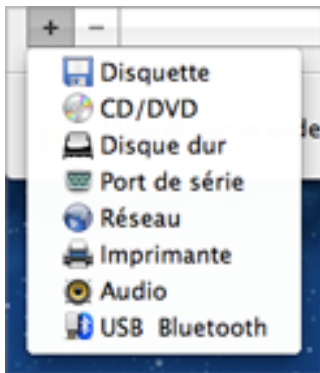 + −
Disquette
CD/DVD
Disque dur
Port de série
Réseau
Imprimante
Audio
USB Bluetooth